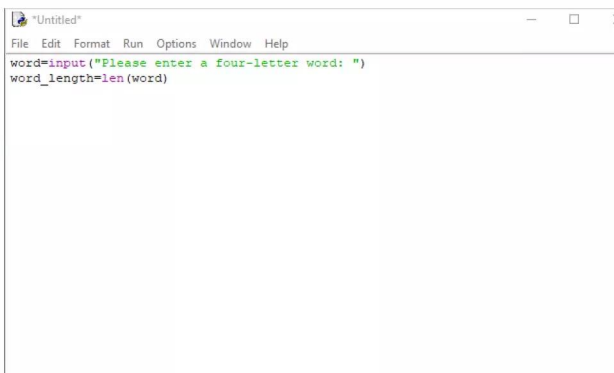 *Untitled*
File Edit Format Run Options Window Help
word=input("Please enter a four-letter word: ")
word_length=len(word)